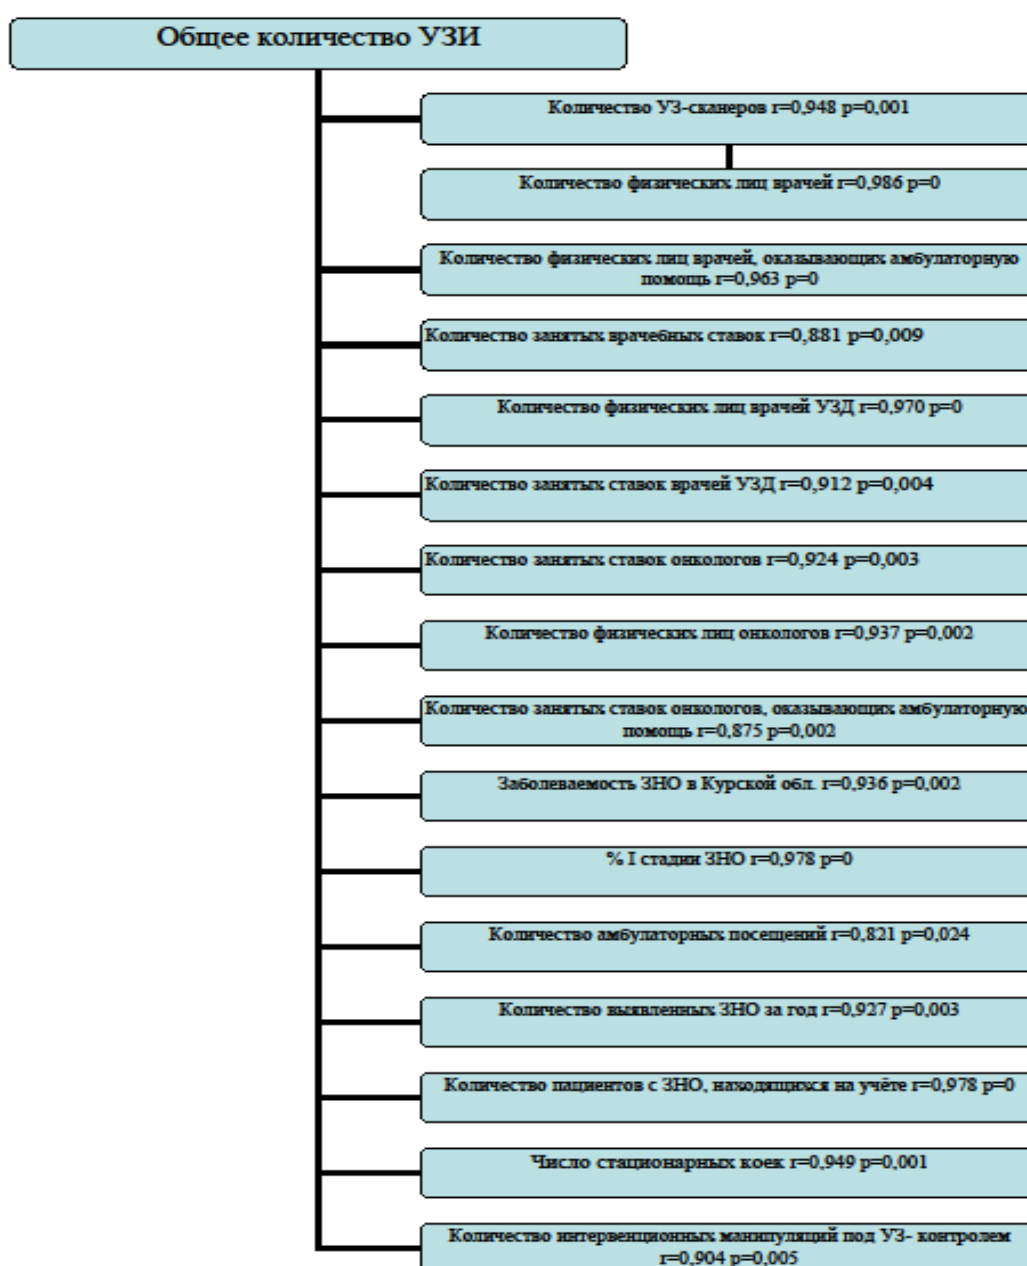 Общее количество УЗИ
Количество УЗ-сканеров r=0,948 p=0,001
Количество физических лиц врачей r=0,986 p=0
Количество физических лиц врачей, оказывающих амбулаторную
помощь r=0,963 p=0
Количество занятых врачебных ставок r=0,881 p=0,009
Количество физических лиц врачей УЗД r=0,970 p=0
Количество занятых ставок врачей УЗД r=0,912 p=0,004
Количество занятых ставок онкологов r=0,924 p=0,003
Количество физических лиц онкологов r=0,937 p=0,002
Количество занятых ставок онкологов, оказывающих амбулаторную
помощь r=0,875 p=0,002
Заболеваемость ЗНО в Курской обл. r=0,936 p=0,002
% I стадии ЗНО r=0,978 p=0
Количество амбулаторных посещений r=0,821 p=0,024
Количество выявленных ЗНО за год r=0,927 p=0,003
Количество пациентов с ЗНО, находящихся на учёте r=0,978 p=0
Число стационарных коек r=0,949 p=0,001
Количество интервенционных манипуляций под УЗ- контролем
r=0,904 p=0,005